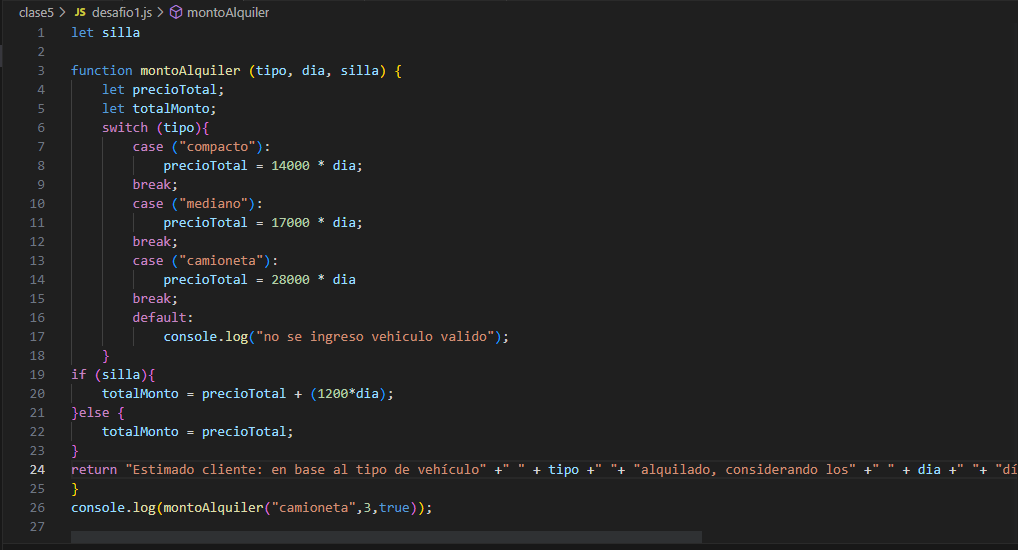 clase5 > JS desafio1.js > montoAlquiler
1 let silla
2
3 function montoAlquiler (tipo, dia, silla) {
4 let precioTotal;
5 let totalMonto;
6 switch (tipo){
7 case ("compacto"):
8 precioTotal = 14000 * dia;
9 break;
10 case ("mediano"):
11 precioTotal = 17000 * dia;
12 break;
13 case ("camioneta"):
14 precioTotal = 28000 * dia
15 break;
16 default:
17 console.log("no se ingreso vehiculo valido");
18 }
19 if (silla){
20 totalMonto = precioTotal + (1200*dia);
21 }else {
22 totalMonto = precioTotal;
23 }
24 return "Estimado cliente: en base al tipo de vehículo" +" " + tipo +" "+ "alquilado, considerando los" +" " + dia +" "+ "dí
25 }
26 console.log(montoAlquiler("camioneta",3,true));
27